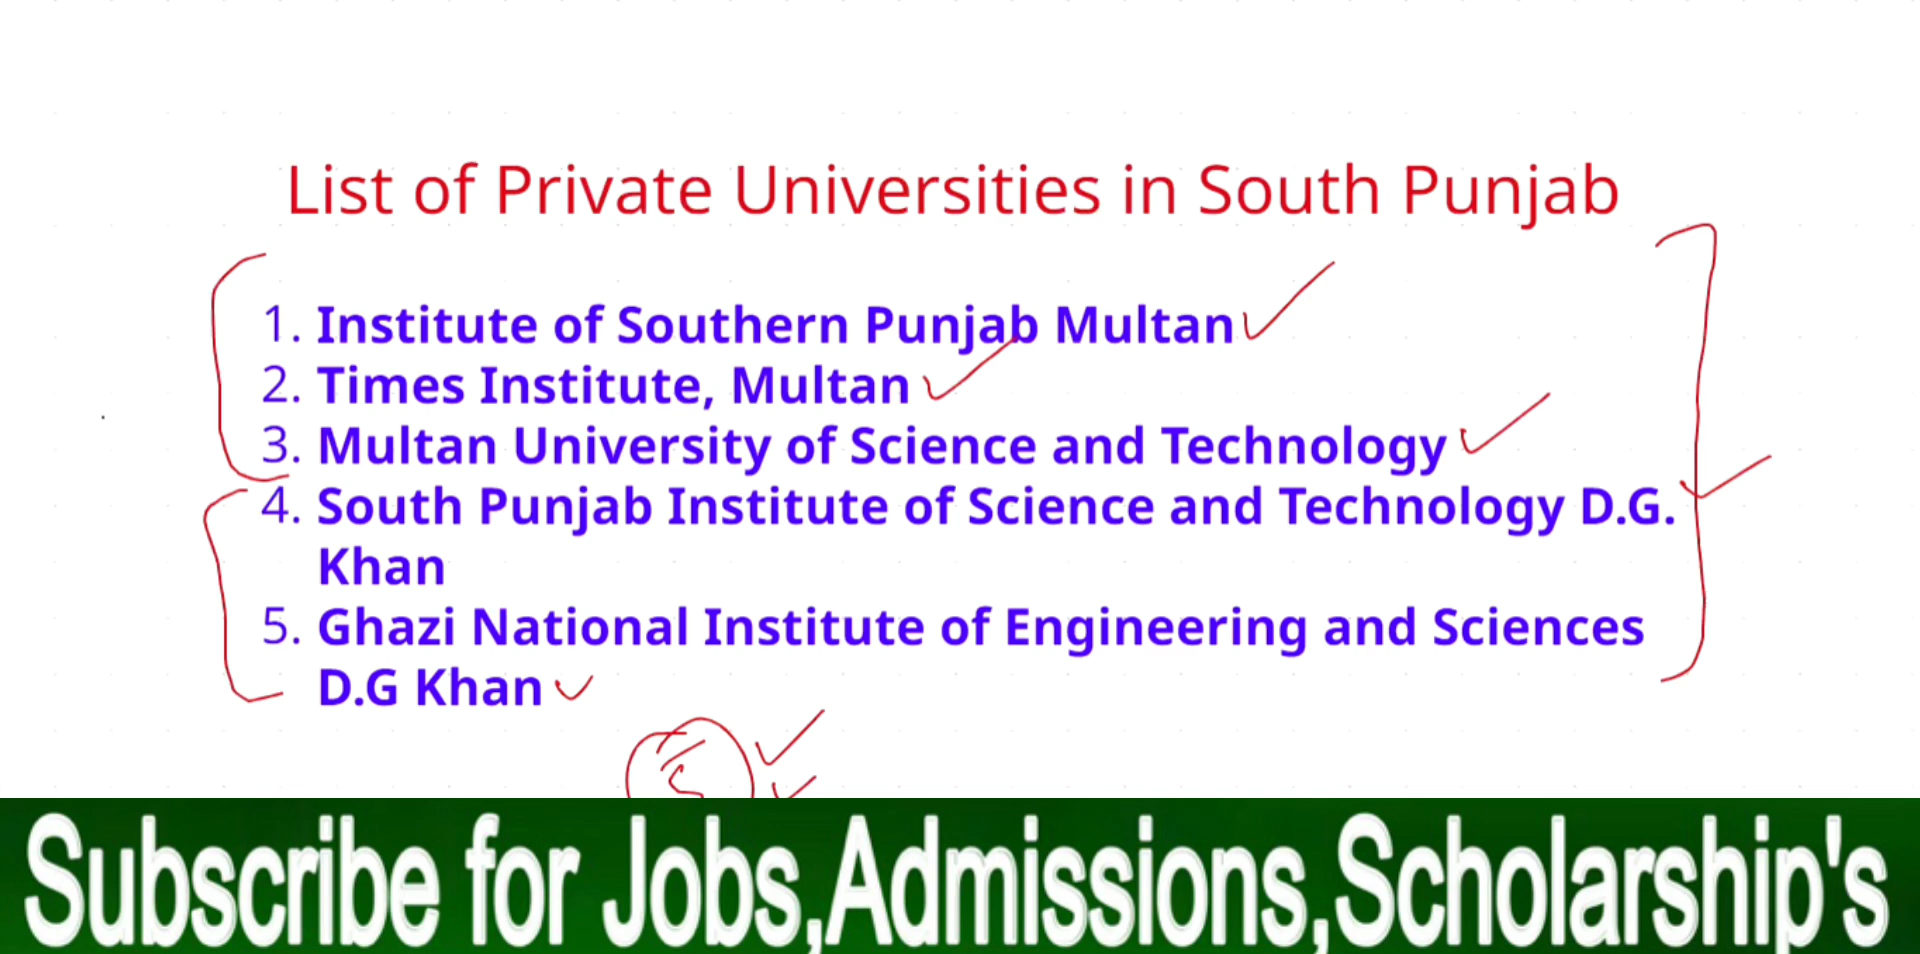 List of Private Universities in South Punjab
1. Institute of Southern Punjab Multan
2. Times Institute, Multan
3. Multan University of Science and Technology
4. South Punjab Institute of Science and Technology D.G.
Khan
5. Ghazi National Institute of Engineering and Sciences
D.G Khan
Subscribe for Jobs,Admissions,Scholarship's